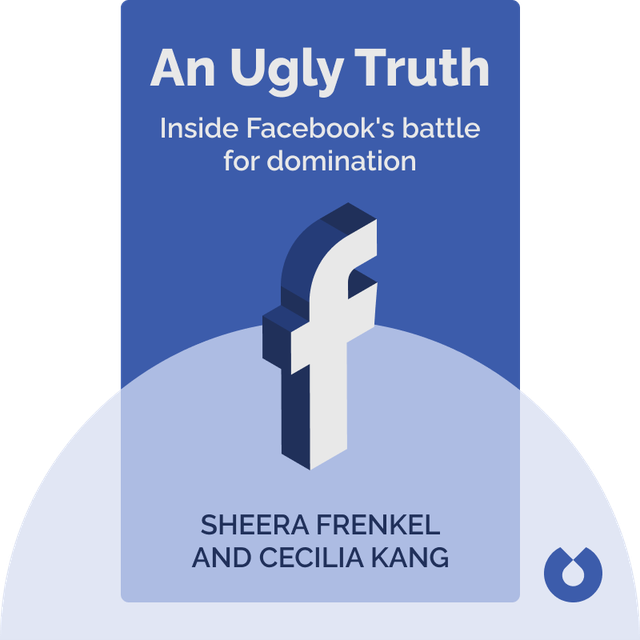 An Ugly Truth
Inside Facebook's battle
for domination
f
SHEERA FRENKEL
AND CECILIA KANG